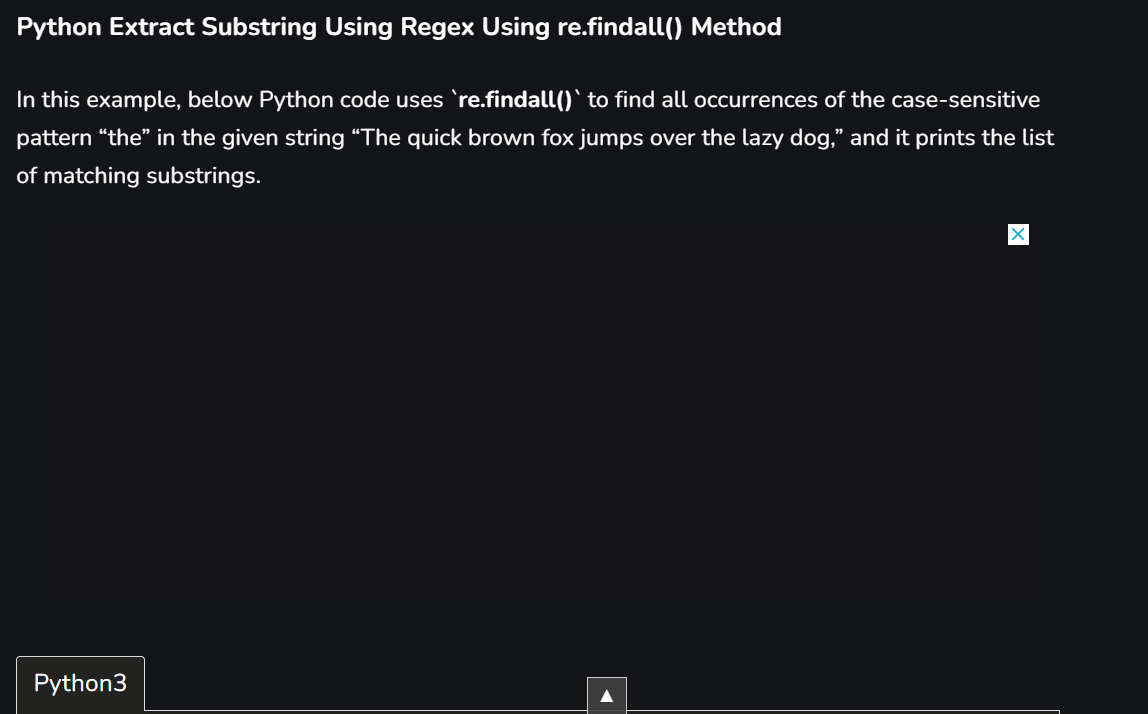 Python Extract Substring Using Regex Using re.findall() Method
In this example, below Python code uses `re.findall()` to find all occurrences of the case-sensitive
pattern “the” in the given string “The quick brown fox jumps over the lazy dog,” and it prints the list
of matching substrings.
Python3